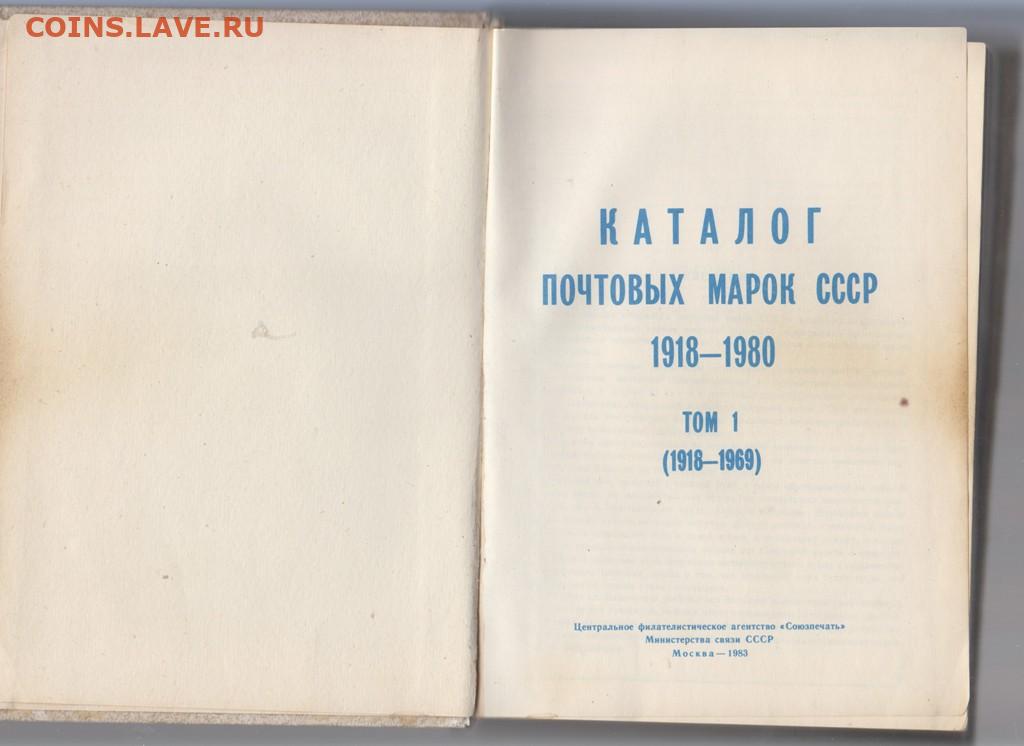 COINS.LAVE.RU
КАТАЛОГ
ПОЧТОВЫХ МАРОК СССР
1918—1980
ТОМ 1
(1918—1969)
Центральное филателистическое агентство «Союзпечать»
Министерства связи СССР
Москва—1983